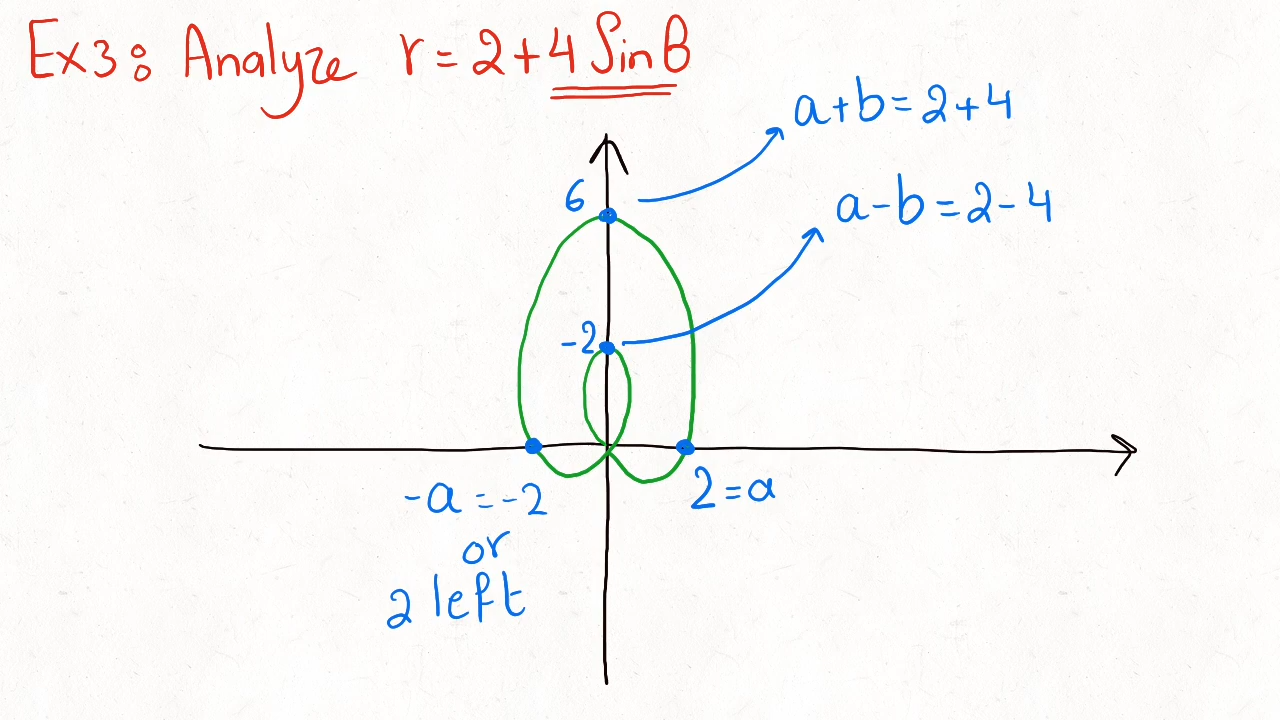 Ex3: Analyze r = 2 + 4 Sin θ
a + b = 2 + 4
6
a - b = 2 - 4
-2
-a = -2
2 = a
or
2 left